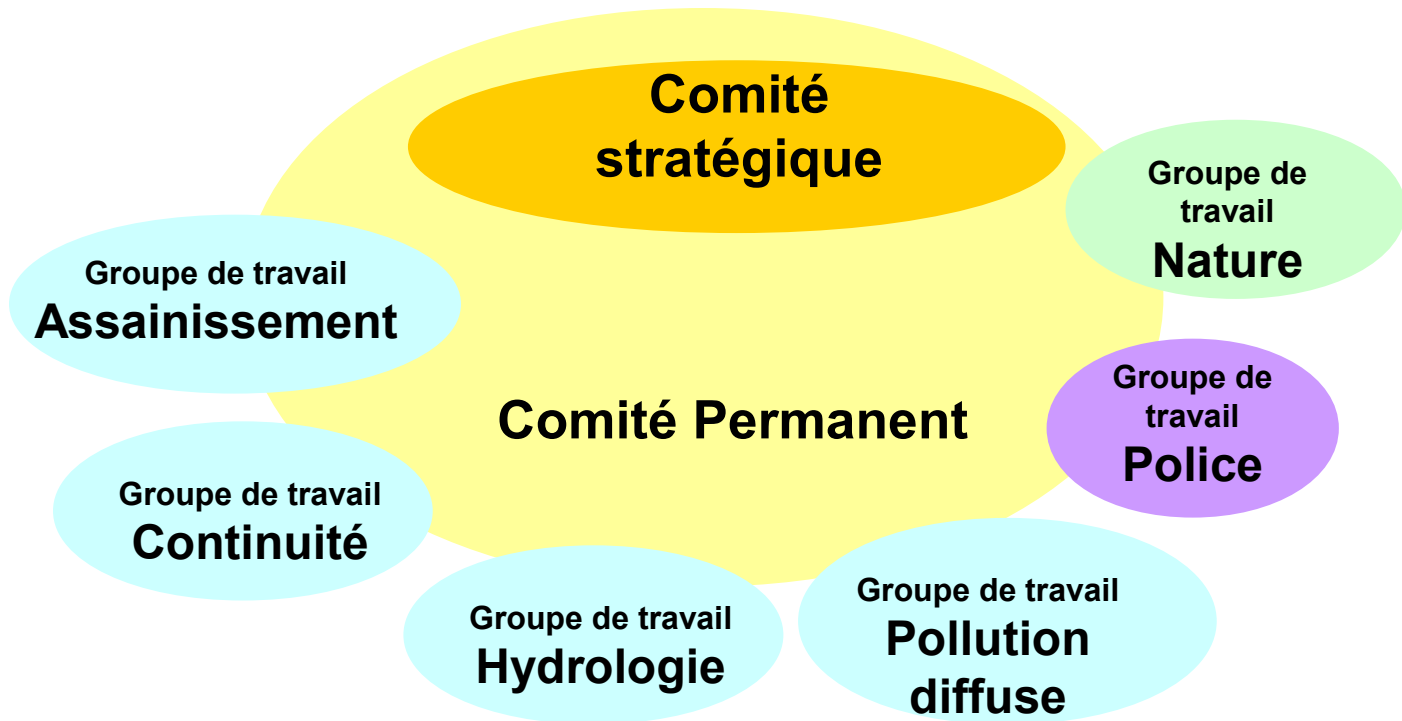 Comité
stratégique
Groupe de
travail
Nature
Groupe de travail
Assainissement
Comité Permanent
Groupe de
travail
Police
Groupe de travail
Continuité
Groupe de travail
Hydrologie
Groupe de travail
Pollution
diffuse